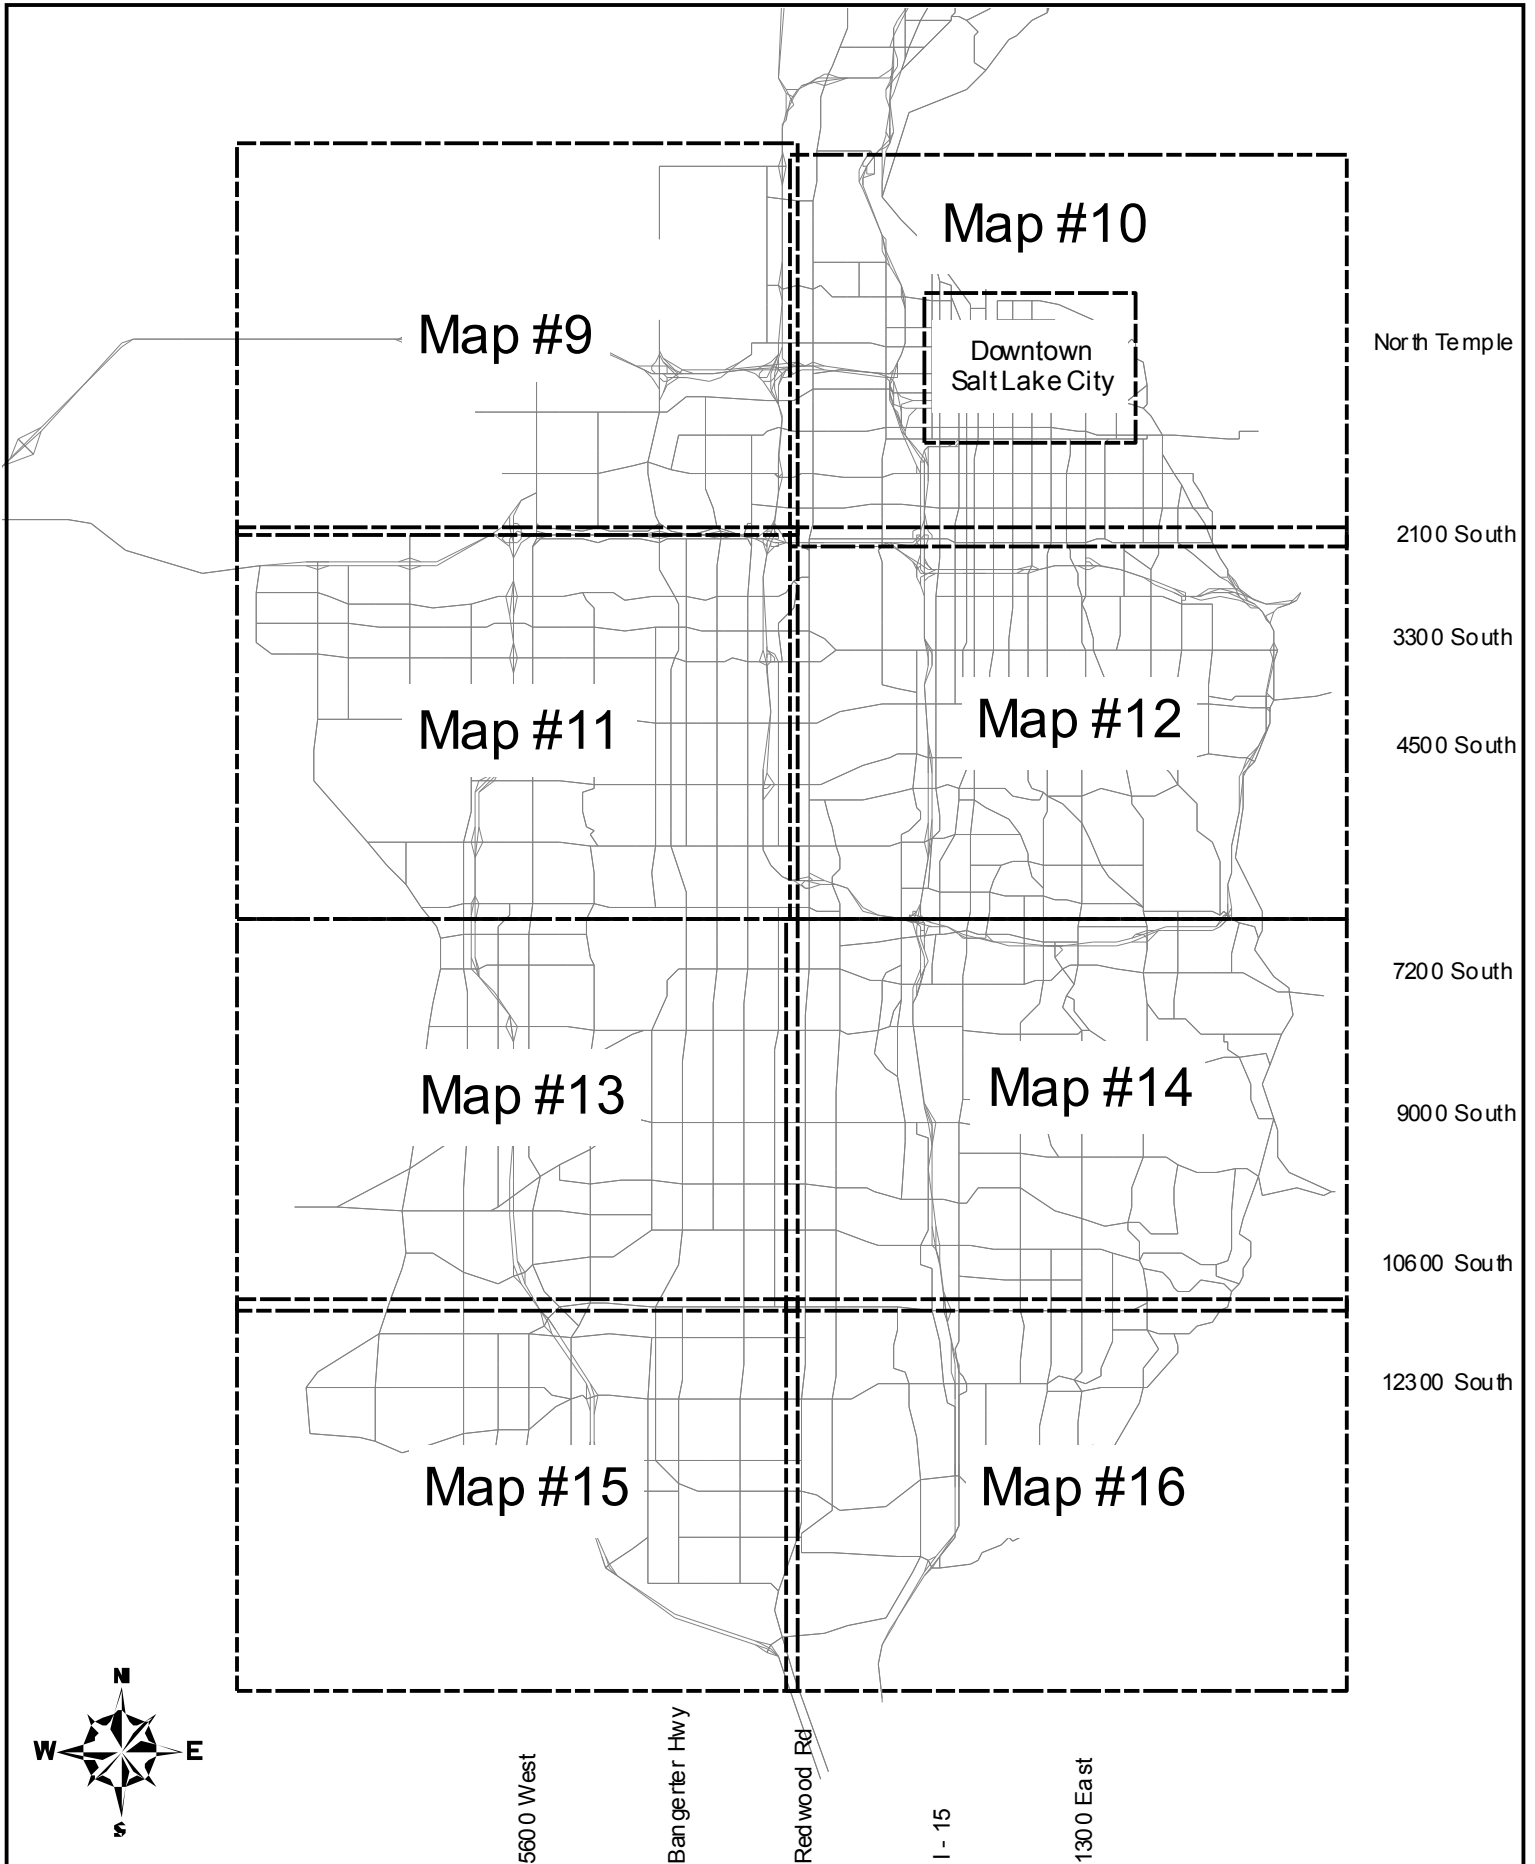 Map #10
Map #9
North Temple
Downtown
Salt Lake City
2100 South
3300 South
Map #11
Map #12
4500 South
7200 South
Map #13
Map #14
9000 South
10600 South
12300 South
Map #15
Map #16
N
W
E
S
5600 West
Bangerter Hwy
Redwood Rd
I - 15
1300 East